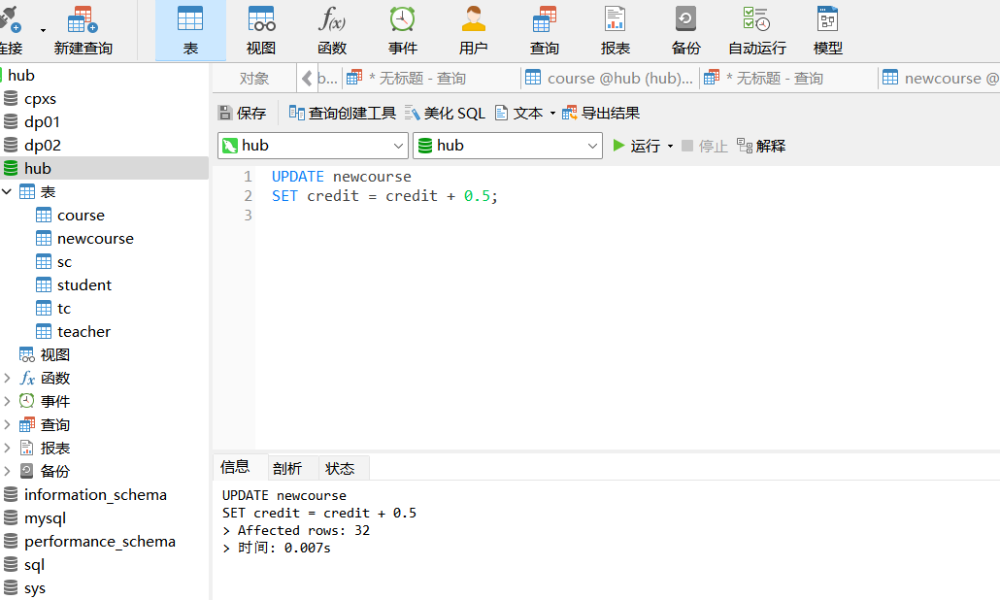 连接 新建查询 表 视图 函数 事件 用户 查询 报表 备份 自动运行 模型
hub
cpxs
dp01
dp02
hub
表
course
newcourse
sc
student
tc
teacher
视图
函数
事件
查询
报表
备份
information_schema
mysql
performance_schema
sql
sys
对象 b... * 无标题 - 查询 course @hub (hub)... * 无标题 - 查询 newcourse @
保存 查询创建工具 美化 SQL 文本 导出结果
hub hub 运行 停止 解释
1 UPDATE newcourse
2 SET credit = credit + 0.5;
3
信息 剖析 状态
UPDATE newcourse
SET credit = credit + 0.5
> Affected rows: 32
> 时间: 0.007s